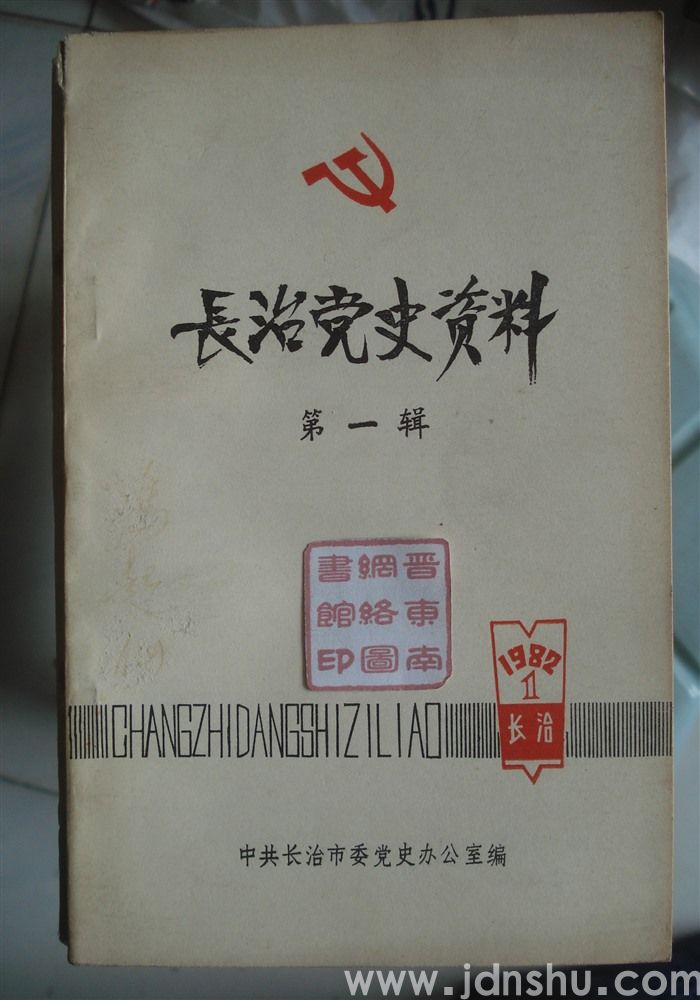 長治党史资料
第一辑
晋東南
網絡圖
書館印
1982
1
长治
CHANGZHIDANGSHIZILIAO
中共长治市委党史办公室编
www.jdnshu.com